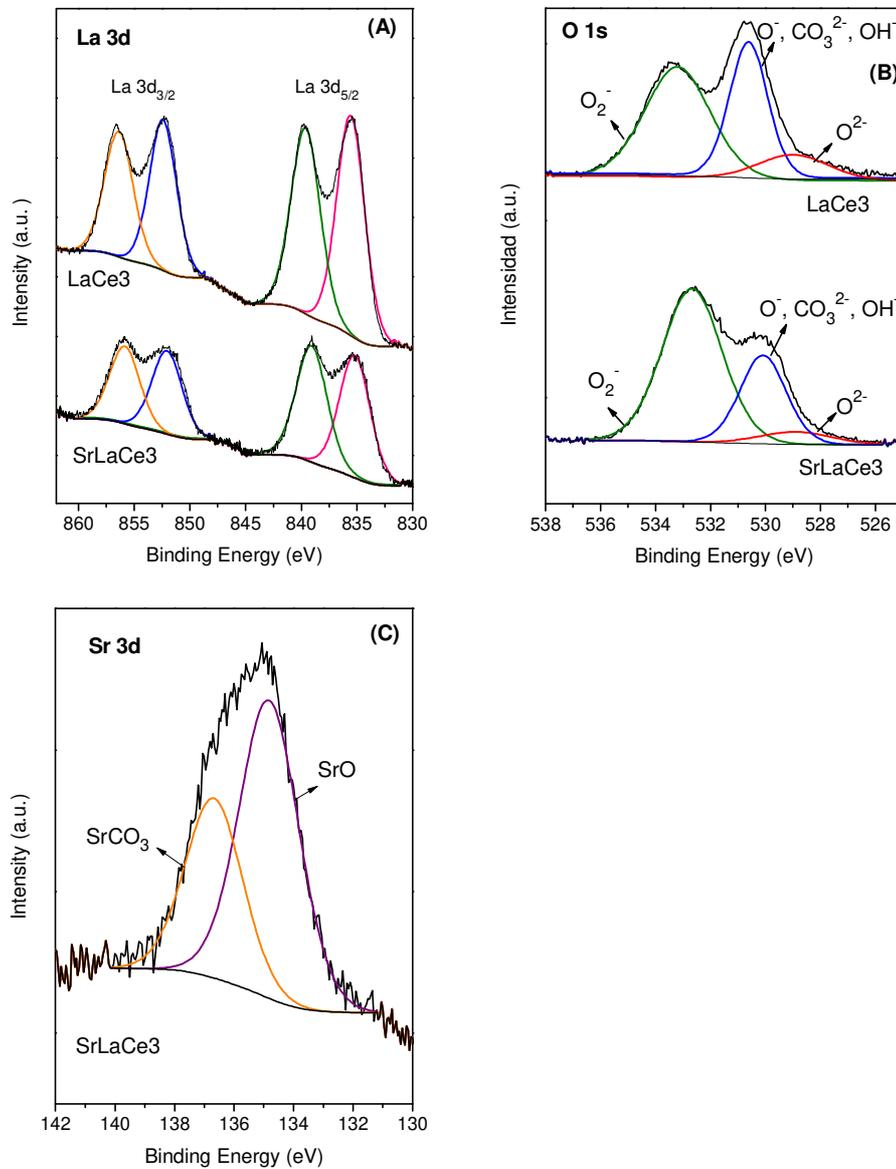 La 3d
(A)
La 3d3/2
La 3d5/2
LaCe3
SrLaCe3
Intensity (a.u.)
860 855 850 845 840 835 830
Binding Energy (eV)
O 1s
O⁻, CO₃²⁻, OH⁻
(B)
O₂⁻
O²⁻
LaCe3
O⁻, CO₃²⁻, OH⁻
O₂⁻
O²⁻
SrLaCe3
Intensidad (a.u.)
538 536 534 532 530 528 526
Binding Energy (eV)
Sr 3d
(C)
SrO
SrCO₃
SrLaCe3
Intensity (a.u.)
142 140 138 136 134 132 130
Binding Energy (eV)